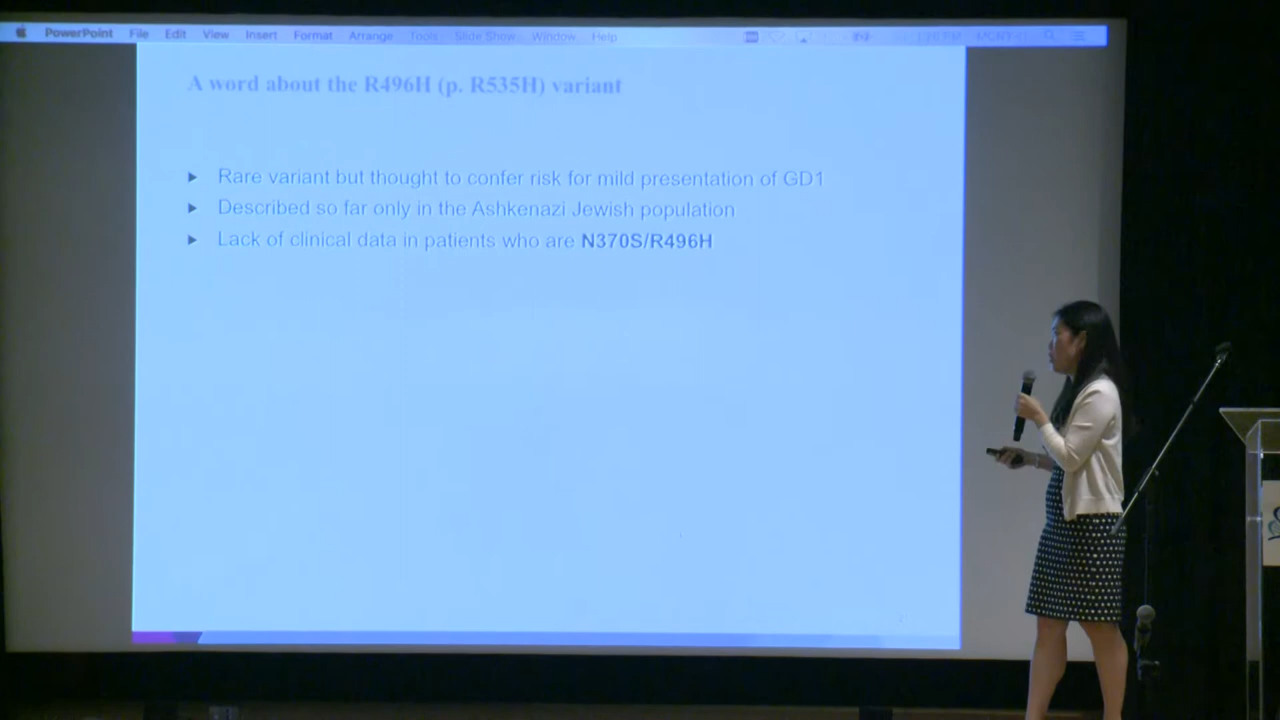 PowerPoint File Edit View Insert Format Arrange Tools Slide Show Window Help
A word about the R496H (p. R535H) variant
Rare variant but thought to confer risk for mild presentation of GD1
Described so far only in the Ashkenazi Jewish population
Lack of clinical data in patients who are N370S/R496H